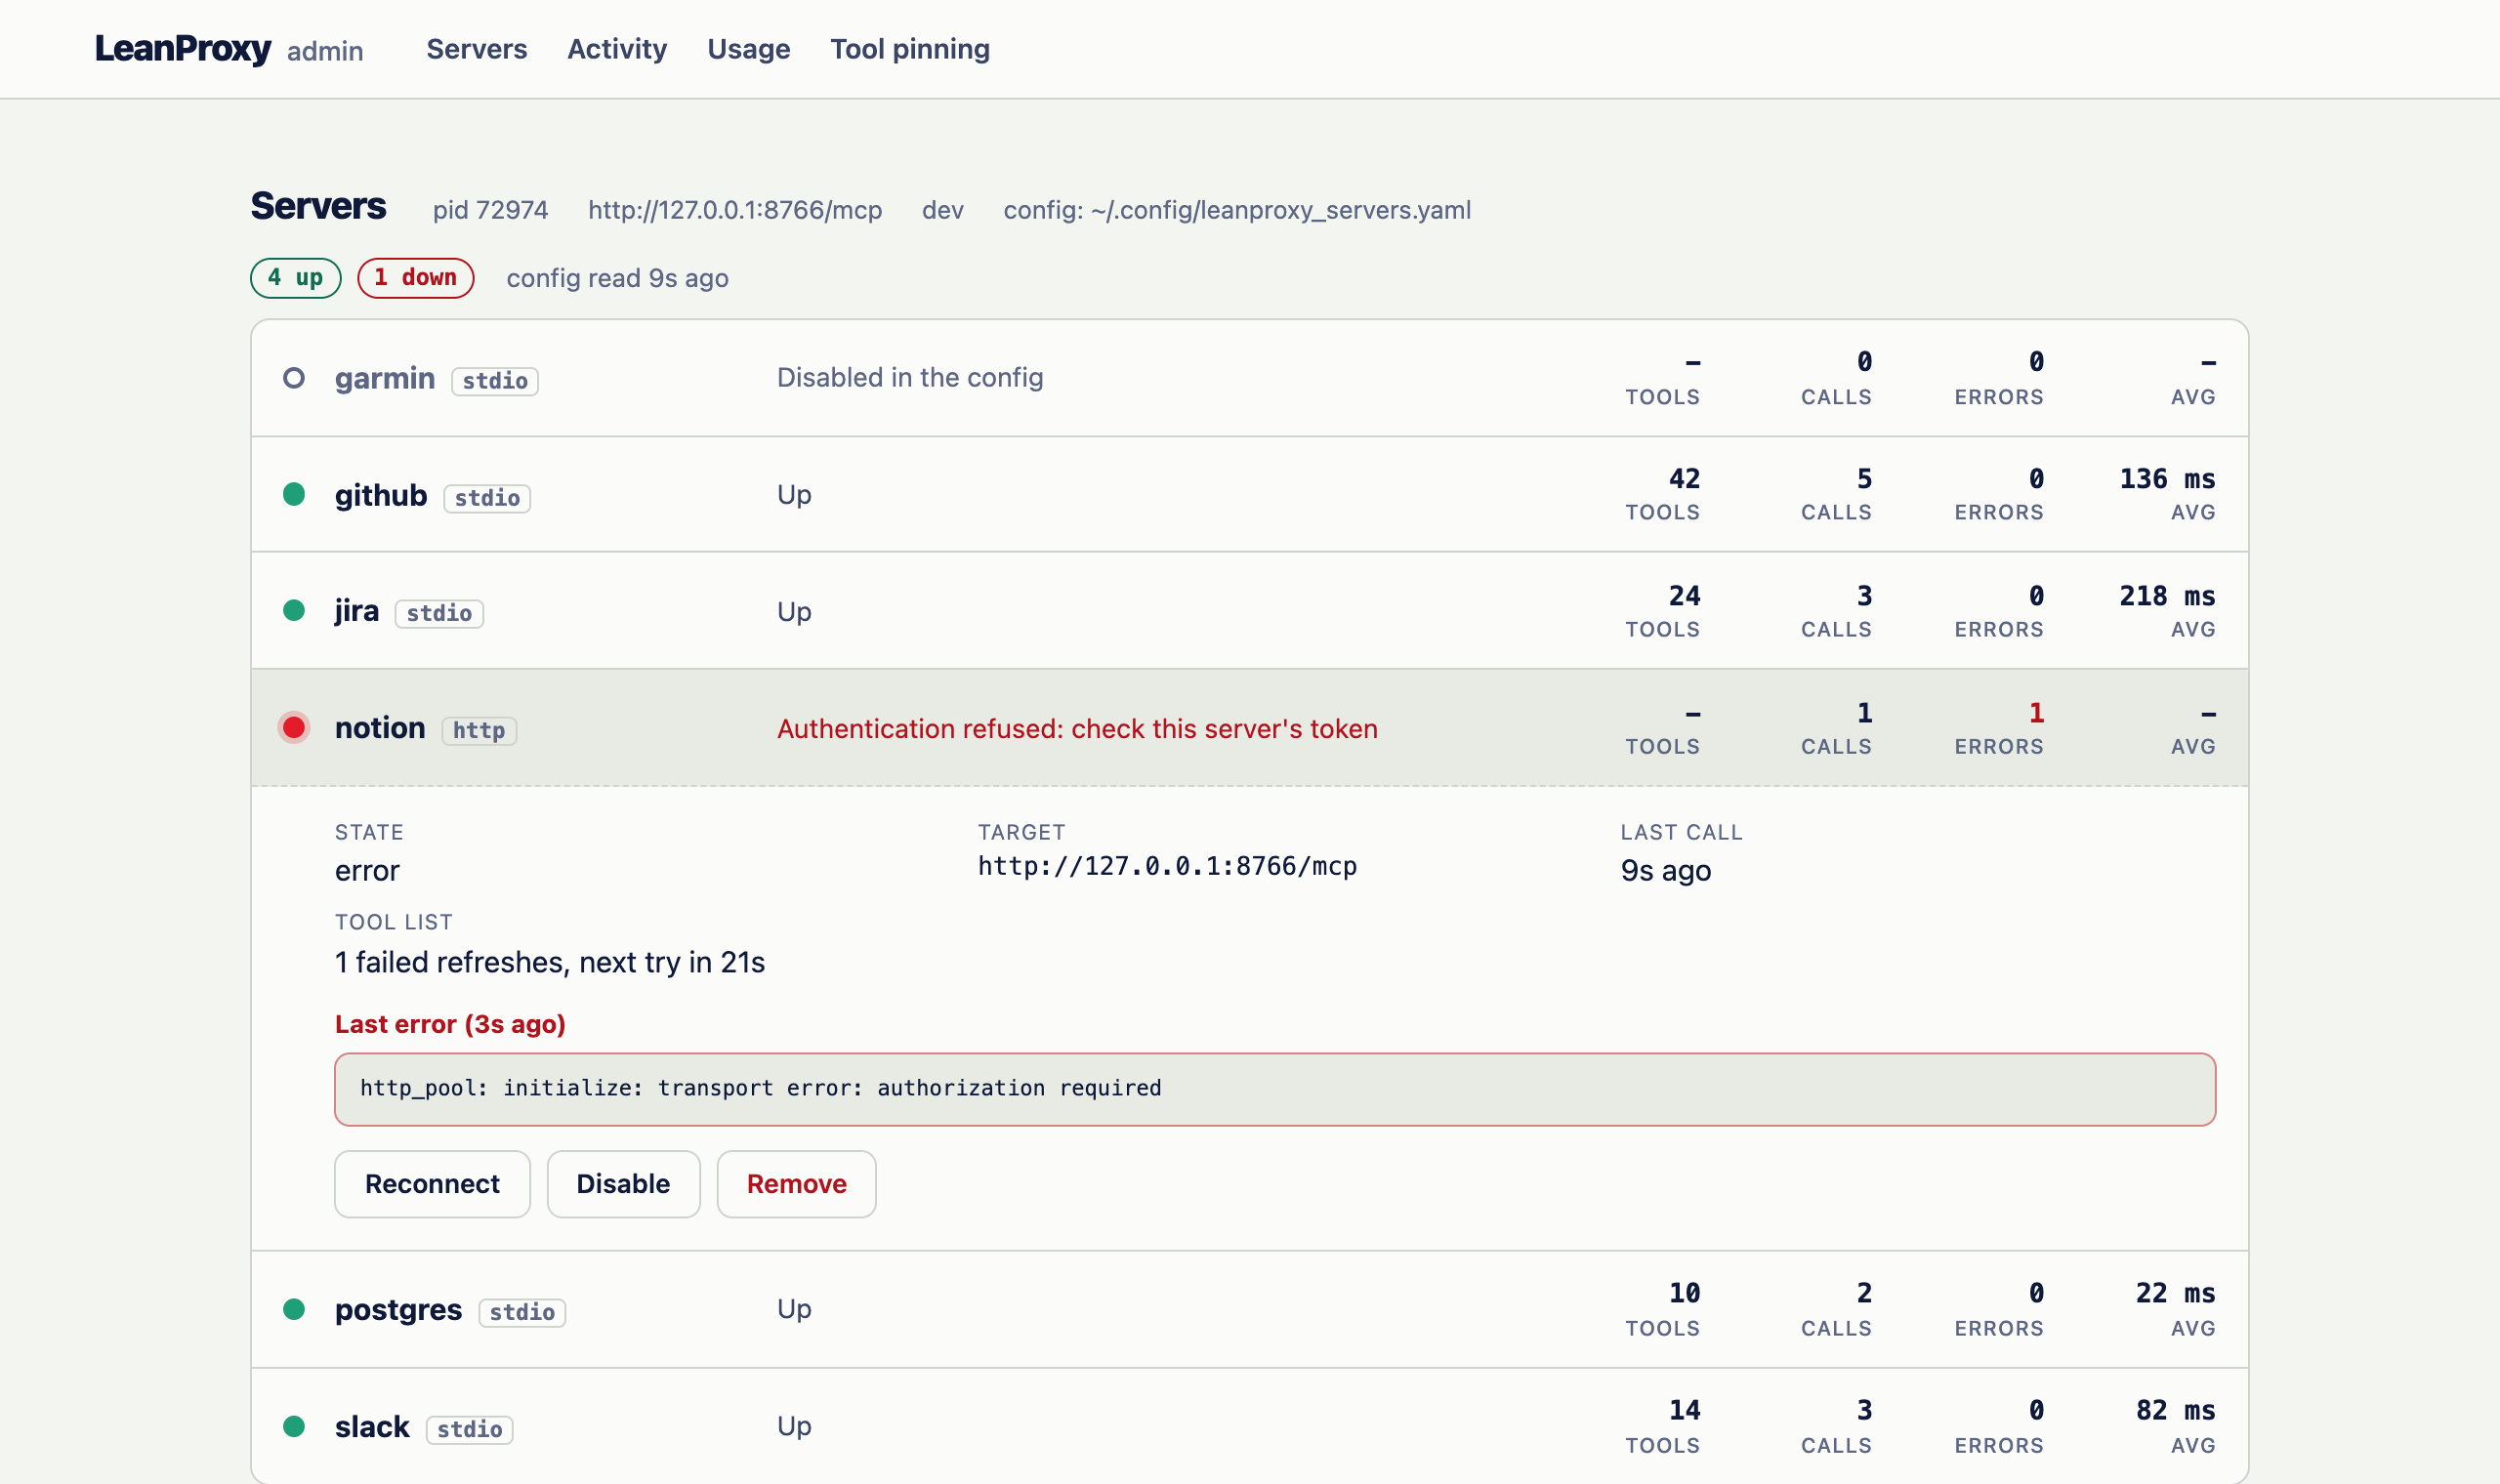 LeanProxy admin Servers Activity Usage Tool pinning
Servers pid 72974 http://127.0.0.1:8766/mcp dev config: ~/.config/leanproxy_servers.yaml
4 up 1 down config read 9s ago
garmin stdio Disabled in the config – 0 0 –
TOOLS CALLS ERRORS AVG
github stdio Up 42 5 0 136 ms
TOOLS CALLS ERRORS AVG
jira stdio Up 24 3 0 218 ms
TOOLS CALLS ERRORS AVG
notion http Authentication refused: check this server's token – 1 1 –
TOOLS CALLS ERRORS AVG
STATE TARGET LAST CALL
error http://127.0.0.1:8766/mcp 9s ago
TOOL LIST
1 failed refreshes, next try in 21s
Last error (3s ago)
http_pool: initialize: transport error: authorization required
Reconnect Disable Remove
postgres stdio Up 10 2 0 22 ms
TOOLS CALLS ERRORS AVG
slack stdio Up 14 3 0 82 ms
TOOLS CALLS ERRORS AVG